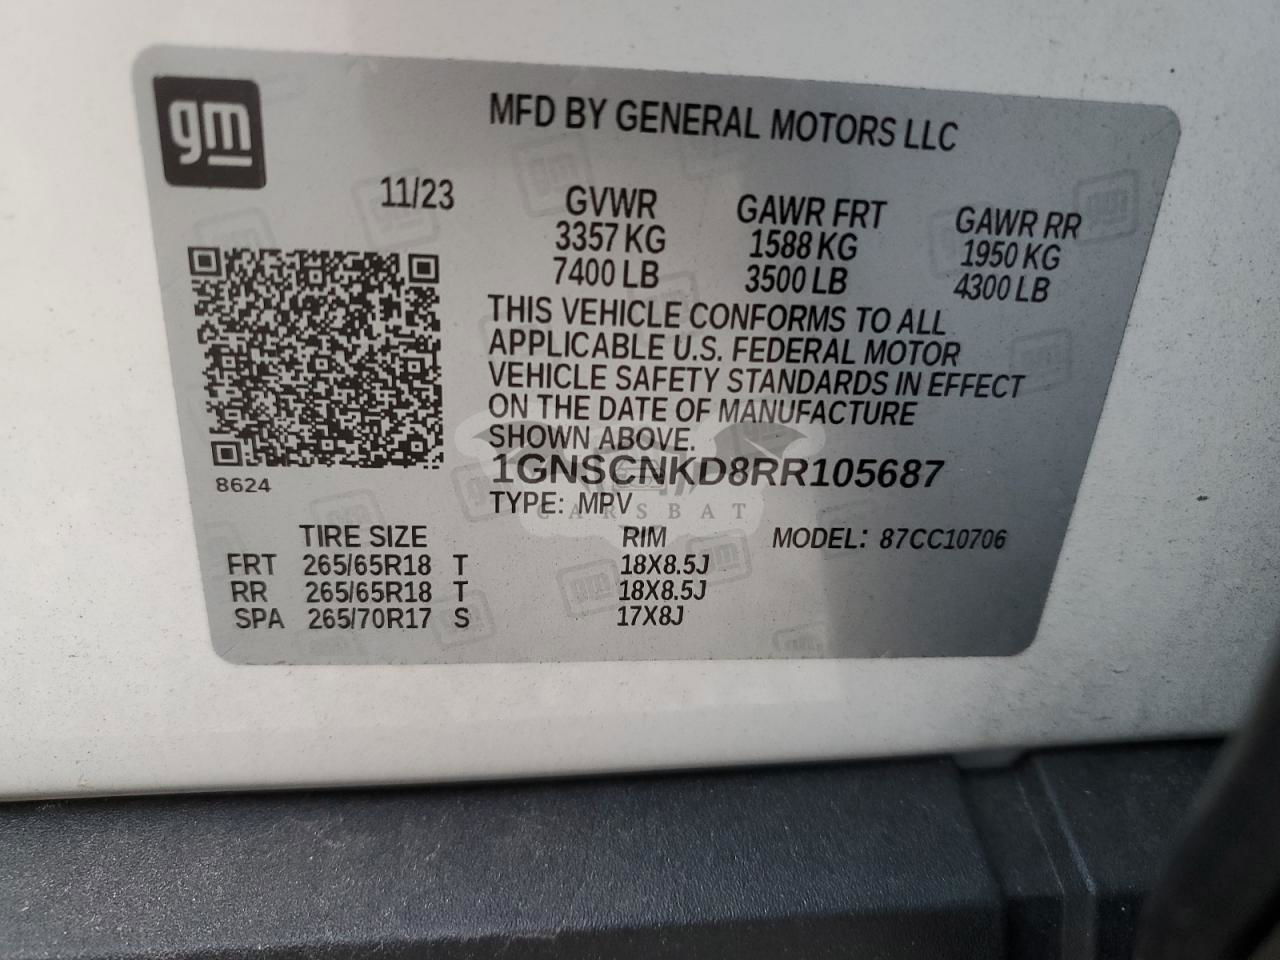 gm
MFD BY GENERAL MOTORS LLC
11/23 GVWR GAWR FRT GAWR RR
3357 KG 1588 KG 1950 KG
7400 LB 3500 LB 4300 LB
THIS VEHICLE CONFORMS TO ALL
APPLICABLE U.S. FEDERAL MOTOR
VEHICLE SAFETY STANDARDS IN EFFECT
ON THE DATE OF MANUFACTURE
SHOWN ABOVE.
1GNSCNKD8RR105687
8624
TYPE: MPV
CARSBAT
TIRE SIZE RIM MODEL: 87CC10706
FRT 265/65R18 T 18X8.5J
RR 265/65R18 T 18X8.5J
SPA 265/70R17 S 17X8J